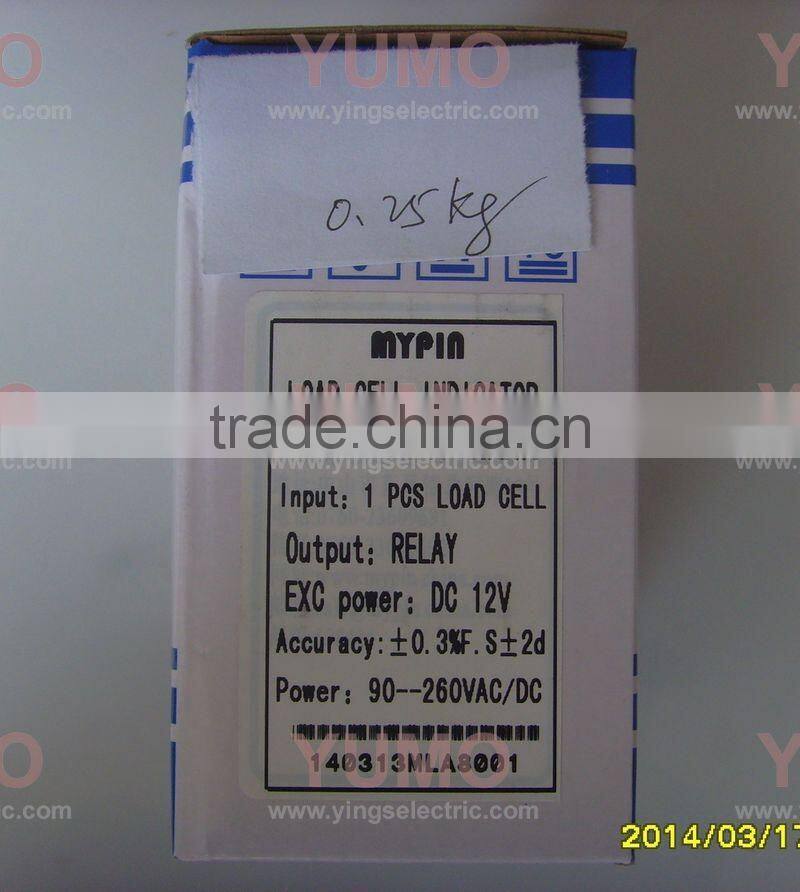 YUMO
www.yingselectric.com
0.25kg
MYPIN
LOAD CELL INDICATOR
trade.china.cn
Input: 1 PCS LOAD CELL
Output: RELAY
EXC power: DC 12V
Accuracy:±0.3%F.S±2d
Power: 90--260VAC/DC
140313MLA8001
YUMO
www.yingselectric.com
2014/03/17